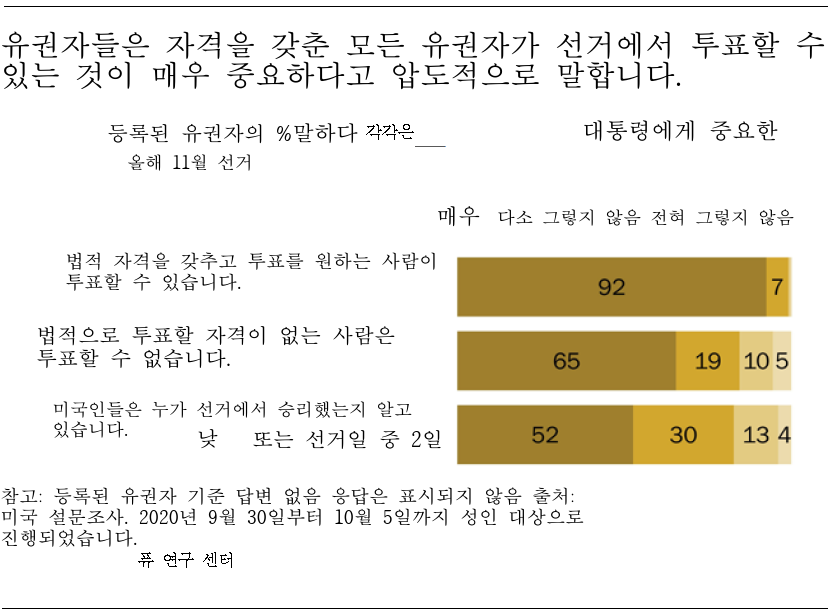 유권자들은 자격을 갖춘 모든 유권자가 선거에서 투표할 수
있는 것이 매우 중요하다고 압도적으로 말합니다.
등록된 유권자의 %말하다 각각은___ 대통령에게 중요한
올해 11월 선거
매우 다소 그렇지 않음 전혀 그렇지 않음
법적 자격을 갖추고 투표를 원하는 사람이
투표할 수 있습니다.
92 7
법적으로 투표할 자격이 없는 사람은
투표할 수 없습니다.
65 19 10 5
미국인들은 누가 선거에서 승리했는지 알고
있습니다. 낮 또는 선거일 중 2일
52 30 13 4
참고: 등록된 유권자 기준 답변 없음 응답은 표시되지 않음 출처:
미국 설문조사. 2020년 9월 30일부터 10월 5일까지 성인 대상으로
진행되었습니다.
퓨 연구 센터